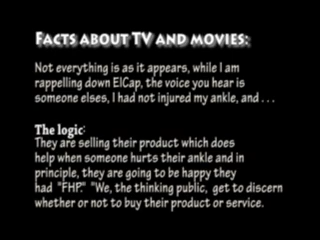 Facts about TV and movies:
Not everything is as it appears, while I am
rappelling down ElCap, the voice you hear is
someone elses, I had not injured my ankle, and . . .
The logic:
They are selling their product which does
help when someone hurts their ankle and in
principle, they are going to be happy they
had "FHP." "We, the thinking public, get to discern
whether or not to buy their product or service.